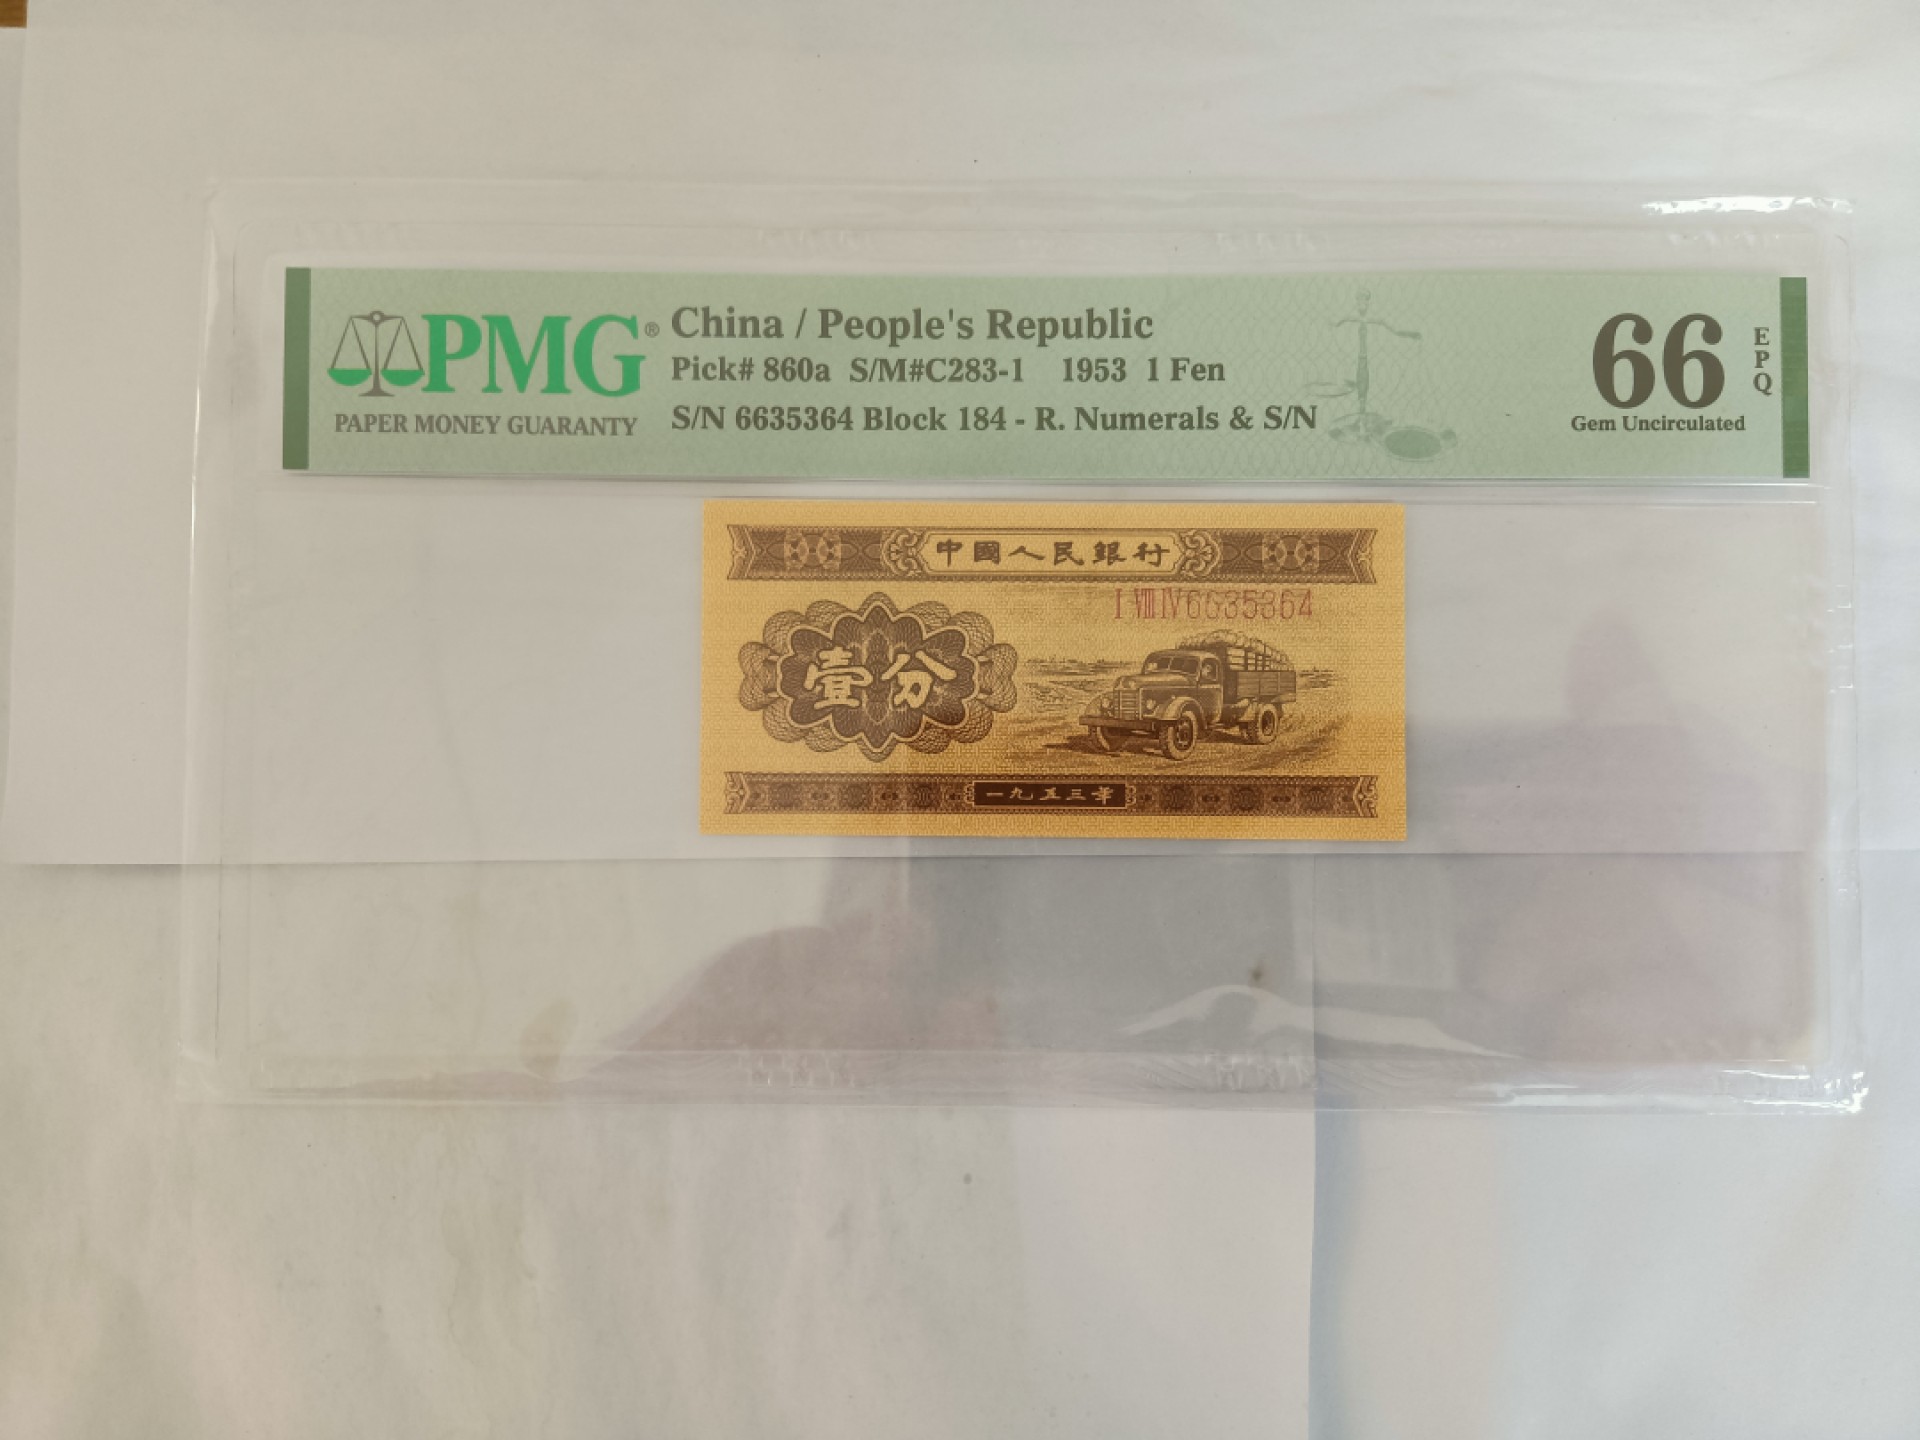 PMG®
PAPER MONEY GUARANTY
China / People's Republic
Pick# 860a S/M#C283-1 1953 1 Fen
S/N 6635364 Block 184 - R. Numerals & S/N
66
EPQ
Gem Uncirculated
中國人民銀行
I VIII IV 6635364
壹分
一九五三年